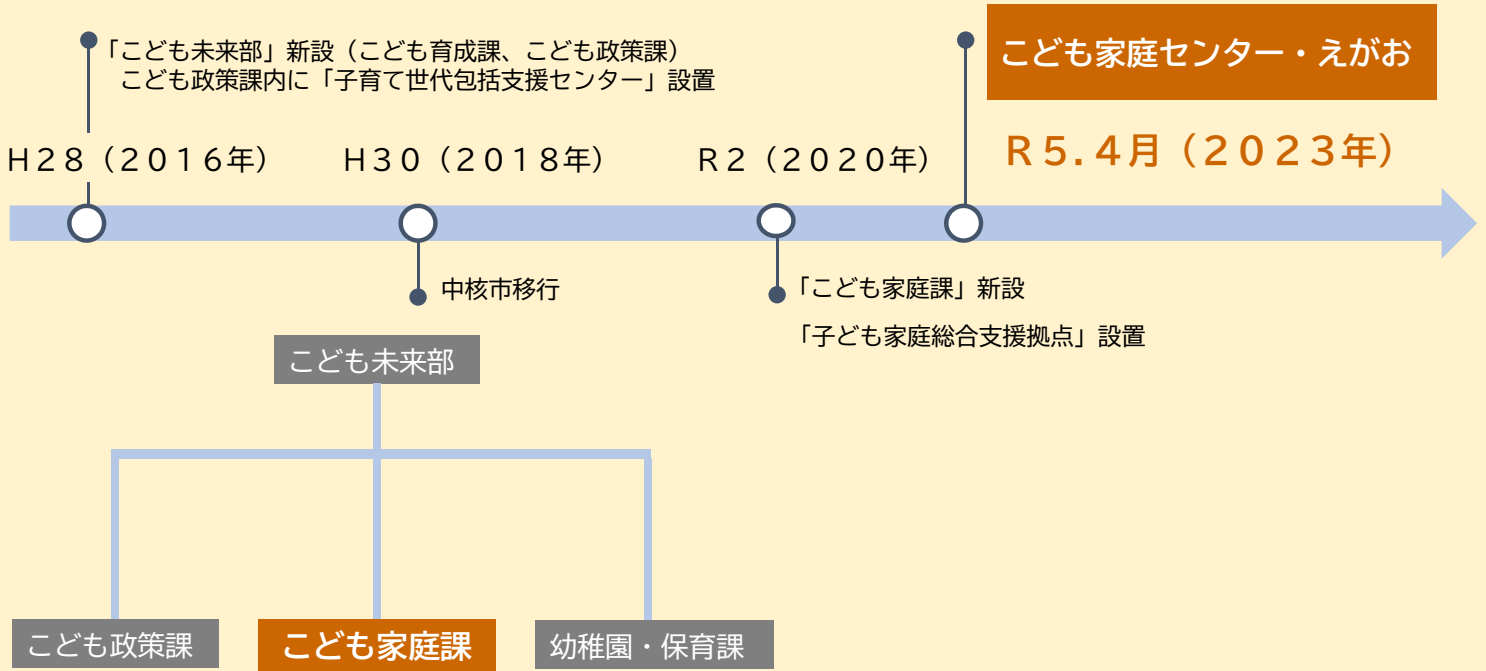 「こども未来部」新設（こども育成課、こども政策課）
こども政策課内に「子育て世代包括支援センター」設置
こども家庭センター・えがお
Ｈ２８（２０１６年）
Ｈ３０（２０１８年）
Ｒ２（２０２０年）
Ｒ５.４月（２０２３年）
中核市移行
「こども家庭課」新設
「子ども家庭総合支援拠点」設置
こども未来部
こども政策課
こども家庭課
幼稚園・保育課